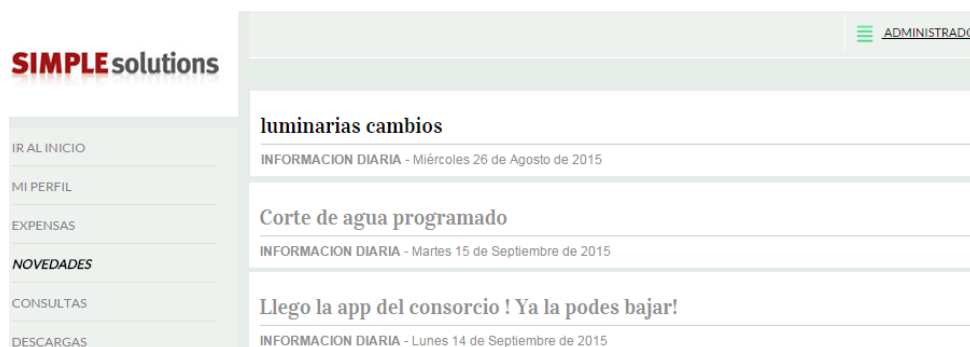 SIMPLE solutions
IR AL INICIO
MI PERFIL
EXPENSAS
NOVEDADES
CONSULTAS
DESCARGAS
ADMINISTRADO
luminarias cambios
INFORMACION DIARIA - Miércoles 26 de Agosto de 2015
Corte de agua programado
INFORMACION DIARIA - Martes 15 de Septiembre de 2015
Llego la app del consorcio ! Ya la podes bajar!
INFORMACION DIARIA - Lunes 14 de Septiembre de 2015